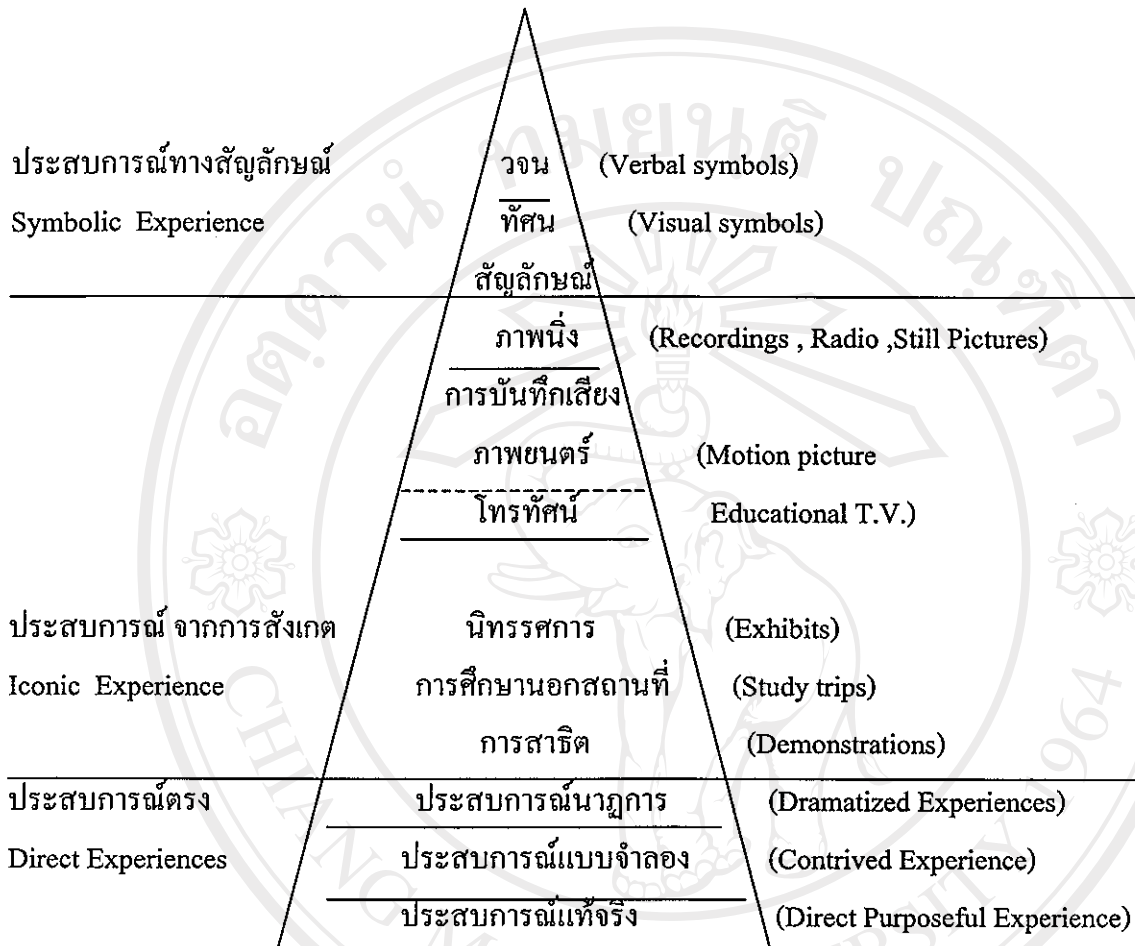 ประสบการณ์ทางสัญลักษณ์ วจน (Verbal symbols)
Symbolic Experience ทัศน (Visual symbols)
สัญลักษณ์
ภาพนิ่ง (Recordings , Radio ,Still Pictures)
การบันทึกเสียง
ภาพยนตร์ (Motion picture
โทรทัศน์ Educational T.V.)
ประสบการณ์ จากการสังเกต นิทรรศการ (Exhibits)
Iconic Experience การศึกษานอกสถานที่ (Study trips)
การสาธิต (Demonstrations)
ประสบการณ์ตรง ประสบการณ์นาฏการ (Dramatized Experiences)
Direct Experiences ประสบการณ์แบบจำลอง (Contrived Experience)
ประสบการณ์แท้จริง (Direct Purposeful Experience)